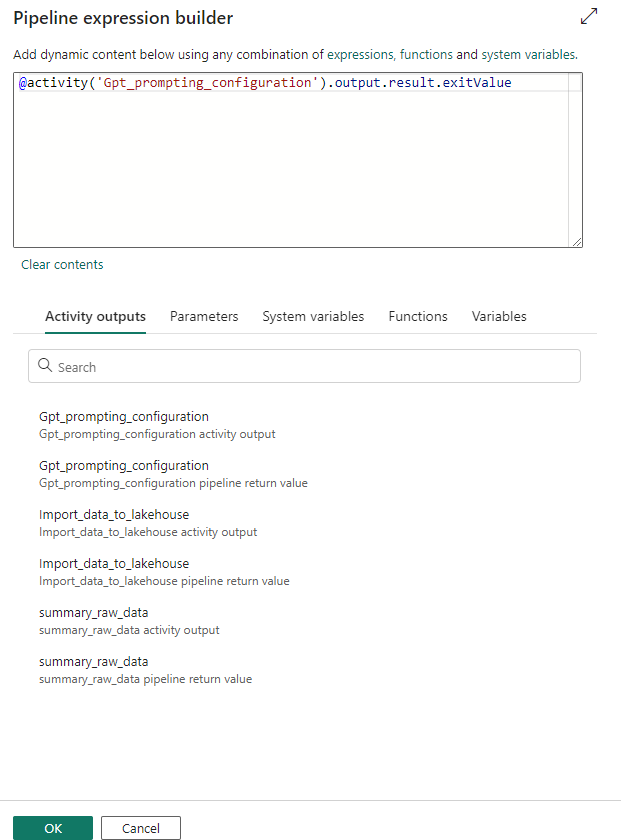 Pipeline expression builder
Add dynamic content below using any combination of expressions, functions and system variables.
@activity('Gpt_prompting_configuration').output.result.exitValue
Clear contents
Activity outputs Parameters System variables Functions Variables
Search
Gpt_prompting_configuration
Gpt_prompting_configuration activity output
Gpt_prompting_configuration
Gpt_prompting_configuration pipeline return value
Import_data_to_lakehouse
Import_data_to_lakehouse activity output
Import_data_to_lakehouse
Import_data_to_lakehouse pipeline return value
summary_raw_data
summary_raw_data activity output
summary_raw_data
summary_raw_data pipeline return value
OK Cancel